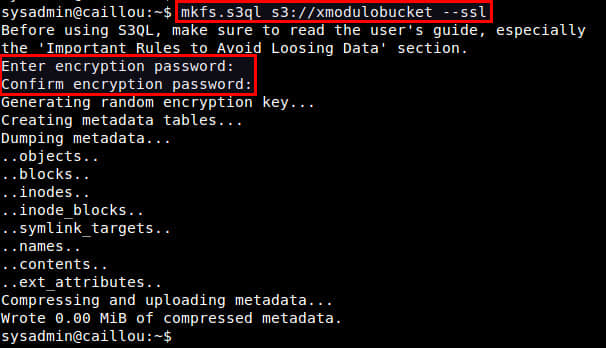 sysadmin@caillou:~$ mkfs.s3ql s3://xmodulobucket --ssl
Before using S3QL, make sure to read the user's guide, especially
the 'Important Rules to Avoid Loosing Data' section.
Enter encryption password:
Confirm encryption password:
Generating random encryption key...
Creating metadata tables...
Dumping metadata...
..objects..
..blocks..
..inodes..
..inode_blocks..
..symlink_targets..
..names..
..contents..
..ext_attributes..
Compressing and uploading metadata...
Wrote 0.00 MiB of compressed metadata.
sysadmin@caillou:~$